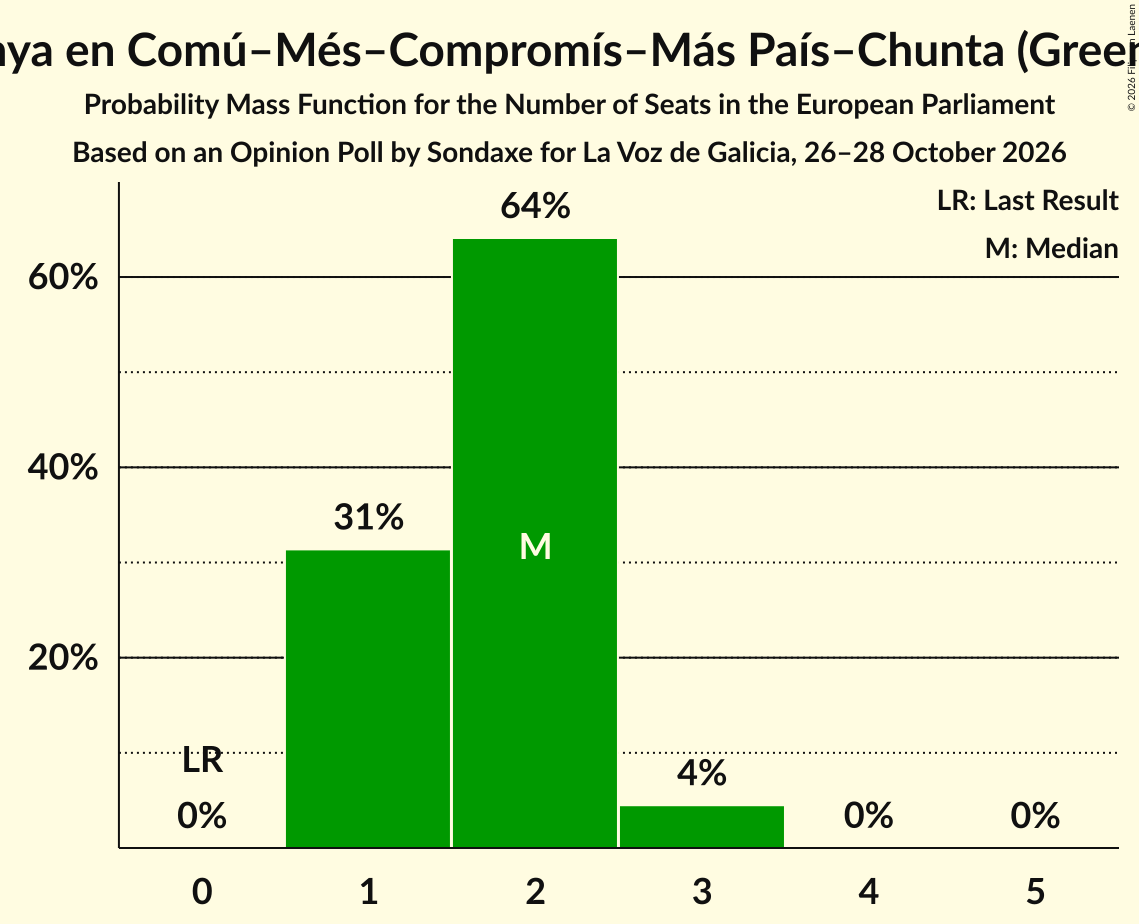 en Comú–Més–Compromís–Más País–Chunta
Probability Mass Function for the Number of Seats in the European Parliament
Based on an Opinion Poll by Sondaxe for La Voz de Galicia, 26–28 October 2026
© 2026 Laenen
LR: Last Result
M: Median
64%
60%
40%
31%
M
20%
LR
4%
0%
0%
0%
0
1
2
3
4
5